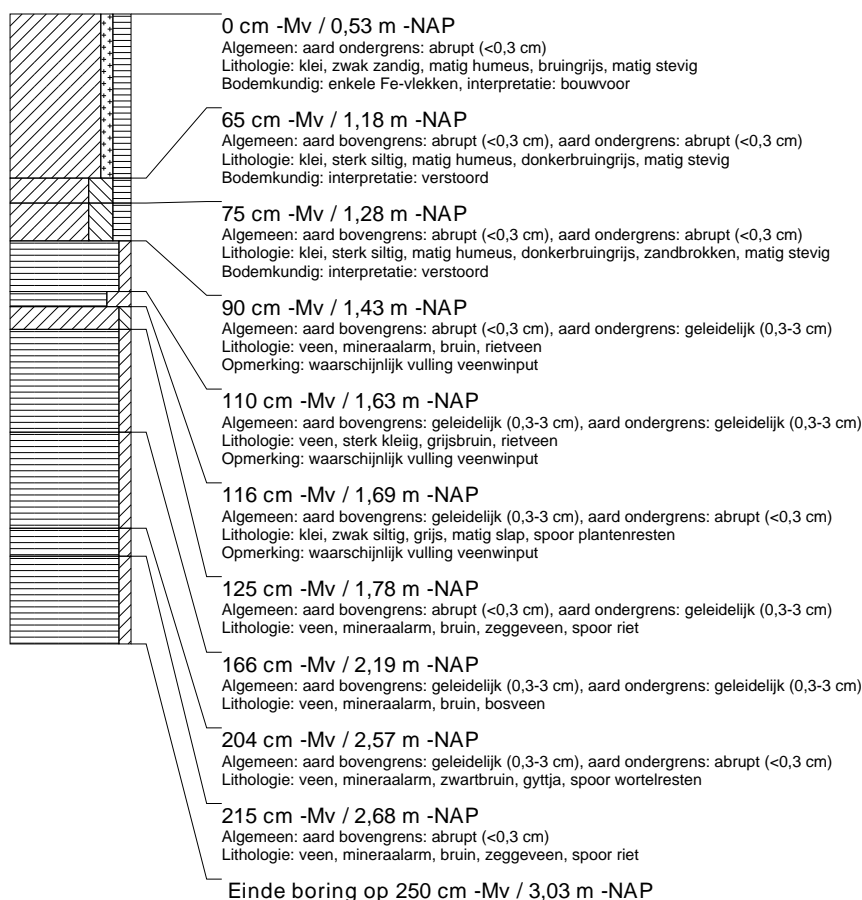 0 cm -Mv / 0,53 m -NAP
Algemeen: aard ondergrens: abrupt (<0,3 cm)
Lithologie: klei, zwak zandig, matig humeus, bruingrijs, matig stevig
Bodemkundig: enkele Fe-vlekken, interpretatie: bouwvoor
65 cm -Mv / 1,18 m -NAP
Algemeen: aard bovengrens: abrupt (<0,3 cm), aard ondergrens: abrupt (<0,3 cm)
Lithologie: klei, sterk siltig, matig humeus, donkerbruingrijs, matig stevig
Bodemkundig: interpretatie: verstoord
75 cm -Mv / 1,28 m -NAP
Algemeen: aard bovengrens: abrupt (<0,3 cm), aard ondergrens: abrupt (<0,3 cm)
Lithologie: klei, sterk siltig, matig humeus, donkerbruingrijs, zandbrokken, matig stevig
Bodemkundig: interpretatie: verstoord
90 cm -Mv / 1,43 m -NAP
Algemeen: aard bovengrens: abrupt (<0,3 cm), aard ondergrens: geleidelijk (0,3-3 cm)
Lithologie: veen, mineraalarm, bruin, rietveen
Opmerking: waarschijnlijk vulling veenwinput
110 cm -Mv / 1,63 m -NAP
Algemeen: aard bovengrens: geleidelijk (0,3-3 cm), aard ondergrens: geleidelijk (0,3-3 cm)
Lithologie: veen, sterk kleiig, grijsbruin, rietveen
Opmerking: waarschijnlijk vulling veenwinput
116 cm -Mv / 1,69 m -NAP
Algemeen: aard bovengrens: geleidelijk (0,3-3 cm), aard ondergrens: abrupt (<0,3 cm)
Lithologie: klei, zwak siltig, grijs, matig slap, spoor plantenresten
Opmerking: waarschijnlijk vulling veenwinput
125 cm -Mv / 1,78 m -NAP
Algemeen: aard bovengrens: abrupt (<0,3 cm), aard ondergrens: geleidelijk (0,3-3 cm)
Lithologie: veen, mineraalarm, bruin, zeggeveen, spoor riet
166 cm -Mv / 2,19 m -NAP
Algemeen: aard bovengrens: geleidelijk (0,3-3 cm), aard ondergrens: geleidelijk (0,3-3 cm)
Lithologie: veen, mineraalarm, bruin, bosveen
204 cm -Mv / 2,57 m -NAP
Algemeen: aard bovengrens: geleidelijk (0,3-3 cm), aard ondergrens: abrupt (<0,3 cm)
Lithologie: veen, mineraalarm, zwartbruin, gyttja, spoor wortelresten
215 cm -Mv / 2,68 m -NAP
Algemeen: aard bovengrens: abrupt (<0,3 cm)
Lithologie: veen, mineraalarm, bruin, zeggeveen, spoor riet
Einde boring op 250 cm -Mv / 3,03 m -NAP